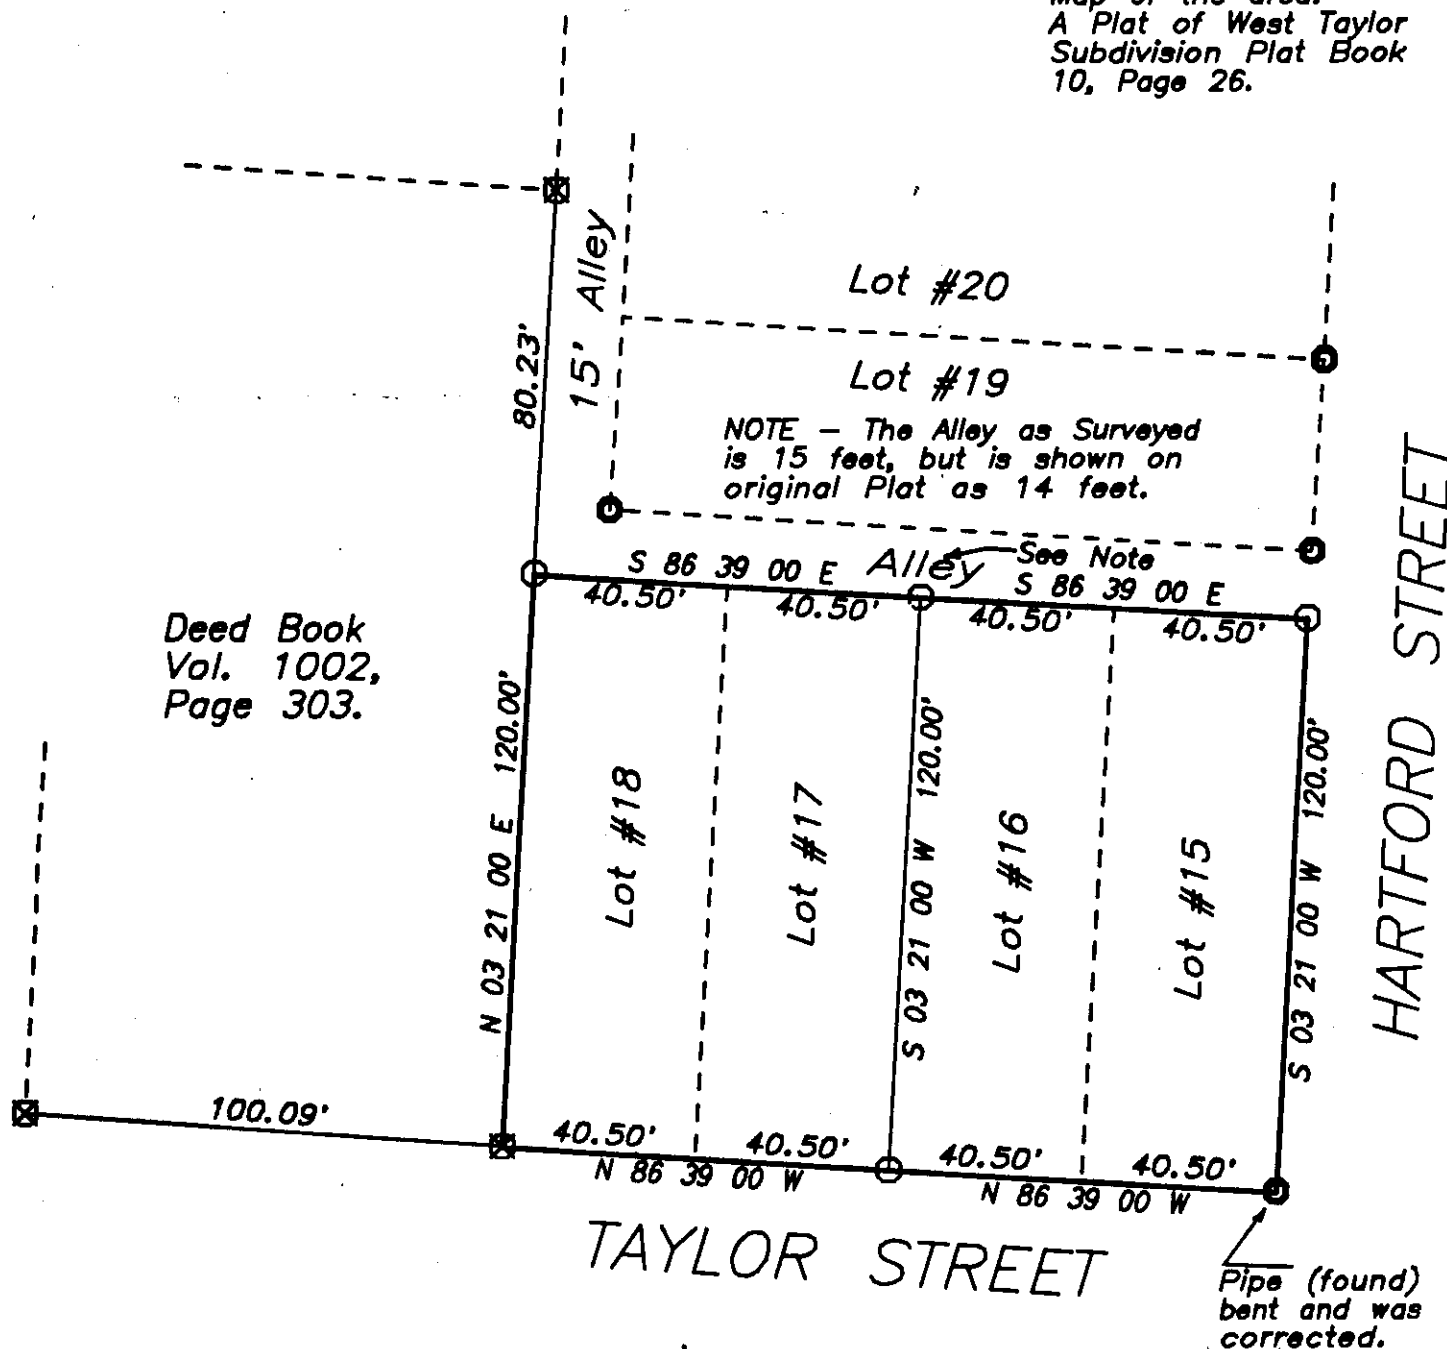 Map of the area.
A Plat of West Taylor
Subdivision Plat Book
10, Page 26.
15' Alley
80.23'
Lot #20
Lot #19
NOTE – The Alley as Surveyed
is 15 feet, but is shown on
original Plat as 14 feet.
See Note
Alley
S 86 39 00 E
S 86 39 00 E
40.50'
40.50'
40.50'
40.50'
Deed Book
Vol. 1002,
Page 303.
N 03 21 00 E 120.00'
Lot #18
Lot #17
S 03 21 00 W 120.00'
Lot #16
Lot #15
S 03 21 00 W 120.00'
HARTFORD STREET
100.09'
40.50'
40.50'
40.50'
40.50'
N 86 39 00 W
N 86 39 00 W
TAYLOR STREET
Pipe (found)
bent and was
corrected.